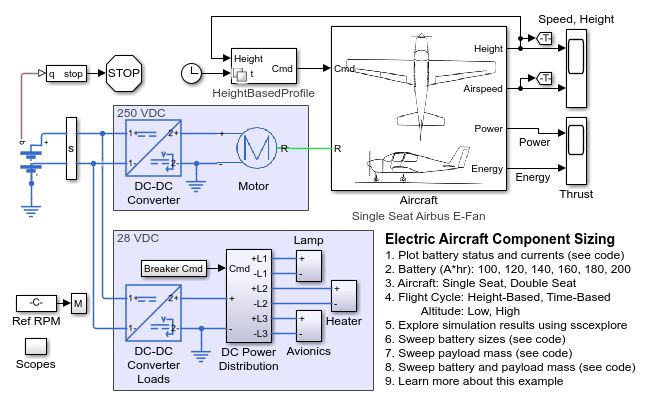 Speed, Height
Height
t
Cmd
HeightBasedProfile
Cmd
Height
Airspeed
Power
Energy
R
-T-
-T-
Power
Energy
Thrust
Aircraft
Single Seat Airbus E-Fan
q
stop
STOP
q
+
-
s
250 VDC
1+
2+
1-
2-
DC-DC
Converter
+
-
M
R
Motor
28 VDC
Breaker Cmd
Cmd
+
-
+L1
-L1
+L2
-L2
+L3
-L3
DC Power
Distribution
1+
2+
1-
2-
DC-DC
Converter
Loads
Lamp
+
-
+
-
Heater
+
-
Avionics
-C-
M
Ref RPM
Scopes
Electric Aircraft Component Sizing
1. Plot battery status and currents (see code)
2. Battery (A*hr): 100, 120, 140, 160, 180, 200
3. Aircraft: Single Seat, Double Seat
4. Flight Cycle: Height-Based, Time-Based
Altitude: Low, High
5. Explore simulation results using sscexplore
6. Sweep battery sizes (see code)
7. Sweep payload mass (see code)
8. Sweep battery and payload mass (see code)
9. Learn more about this example